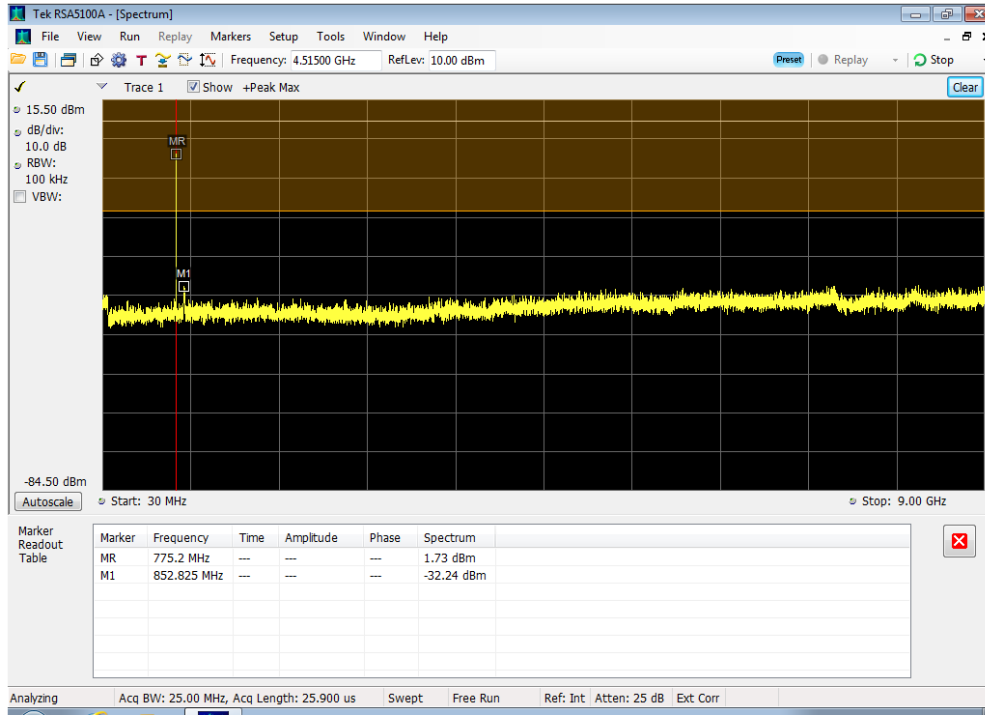 Tek RSA5100A - [Spectrum]
File View Run Replay Markers Setup Tools Window Help
T Frequency: 4.51500 GHz RefLev: 10.00 dBm Preset Replay Stop
Trace 1 Show +Peak Max Clear
15.50 dBm
dB/div:
10.0 dB
RBW:
100 kHz
VBW:
MR
M1
-84.50 dBm
Autoscale Start: 30 MHz Stop: 9.00 GHz
Marker Readout Table
Marker Frequency Time Amplitude Phase Spectrum
MR 775.2 MHz --- --- --- 1.73 dBm
M1 852.825 MHz --- --- --- -32.24 dBm
Analyzing Acq BW: 25.00 MHz, Acq Length: 25.900 us Swept Free Run Ref: Int Atten: 25 dB Ext Corr